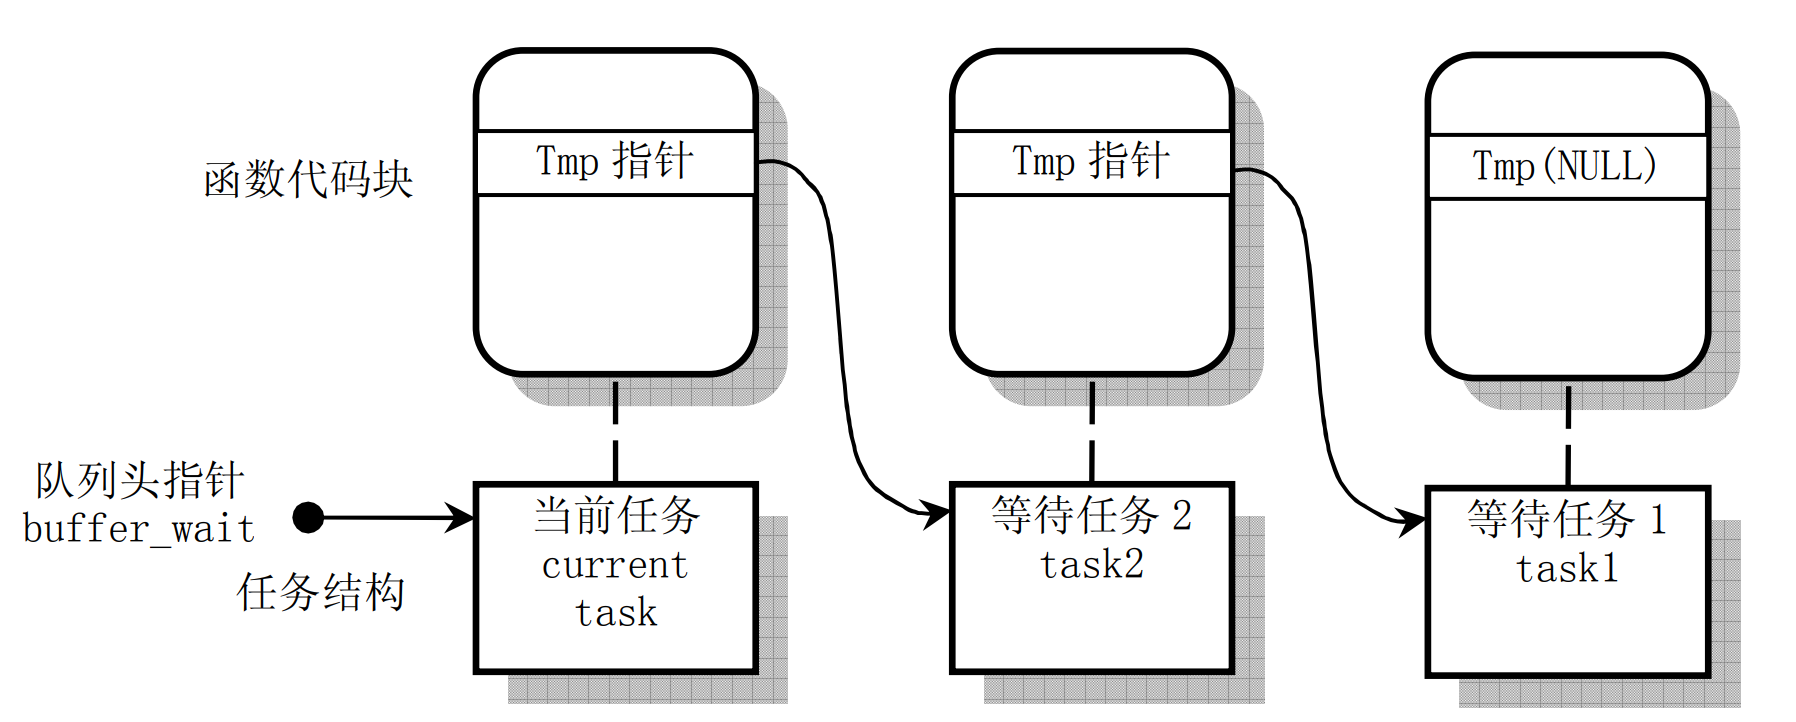 函数代码块
Tmp 指针
Tmp 指针
Tmp(NULL)
队列头指针
buffer_wait
任务结构
当前任务
current
task
等待任务 2
task2
等待任务 1
task1